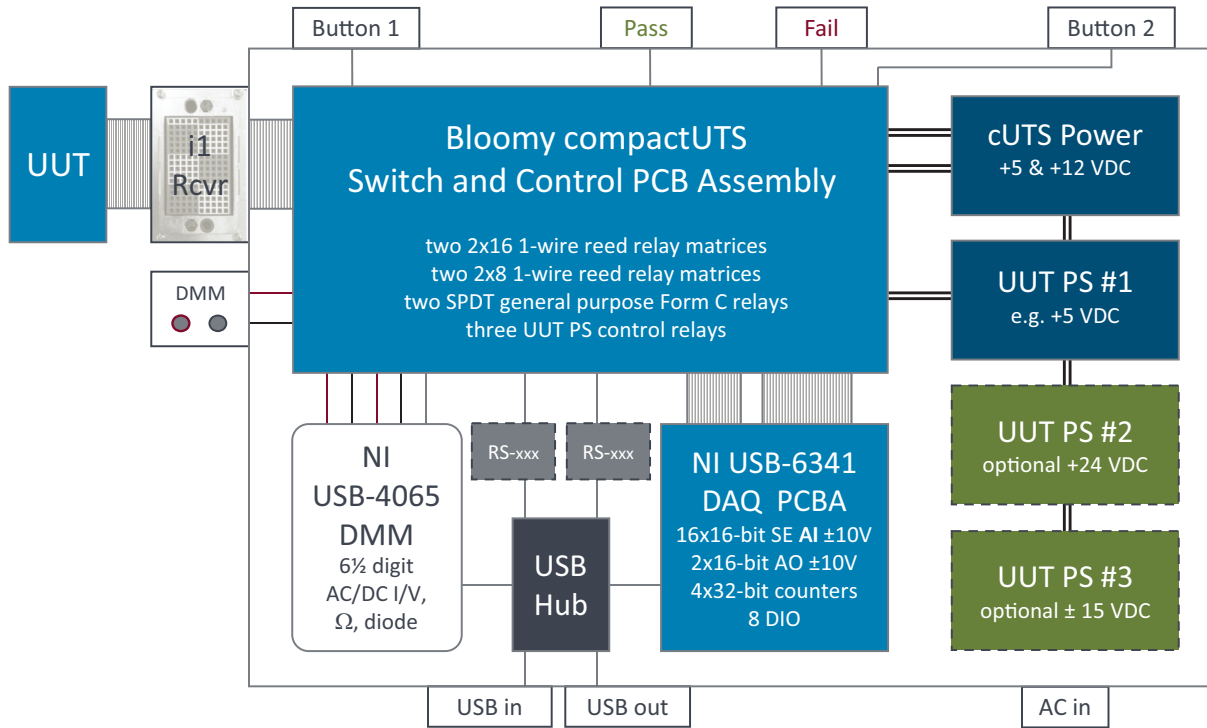 Button 1
Pass
Fail
Button 2
UUT
i1
Rcvr
Bloomy compactUTS
Switch and Control PCB Assembly
two 2x16 1-wire reed relay matrices
two 2x8 1-wire reed relay matrices
two SPDT general purpose Form C relays
three UUT PS control relays
cUTS Power
+5 & +12 VDC
DMM
UUT PS #1
e.g. +5 VDC
NI
USB-4065
DMM
6½ digit
AC/DC I/V,
Ω, diode
RS-xxx
RS-xxx
USB
Hub
NI USB-6341
DAQ PCBA
16x16-bit SE AI ±10V
2x16-bit AO ±10V
4x32-bit counters
8 DIO
UUT PS #2
optional +24 VDC
UUT PS #3
optional ± 15 VDC
USB in
USB out
AC in